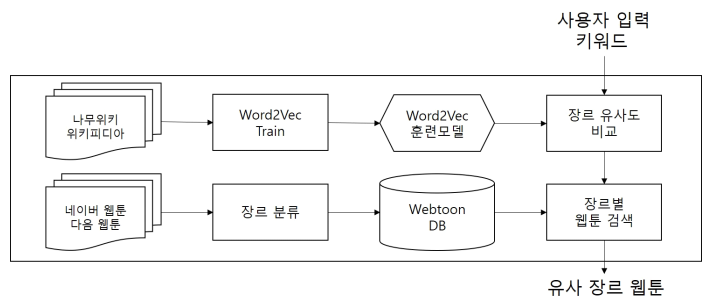 사용자 입력
키워드
나무위키
위키피디아
Word2Vec
Train
Word2Vec
훈련모델
장르 유사도
비교
네이버 웹툰
다음 웹툰
장르 분류
Webtoon
DB
장르별
웹툰 검색
유사 장르 웹툰